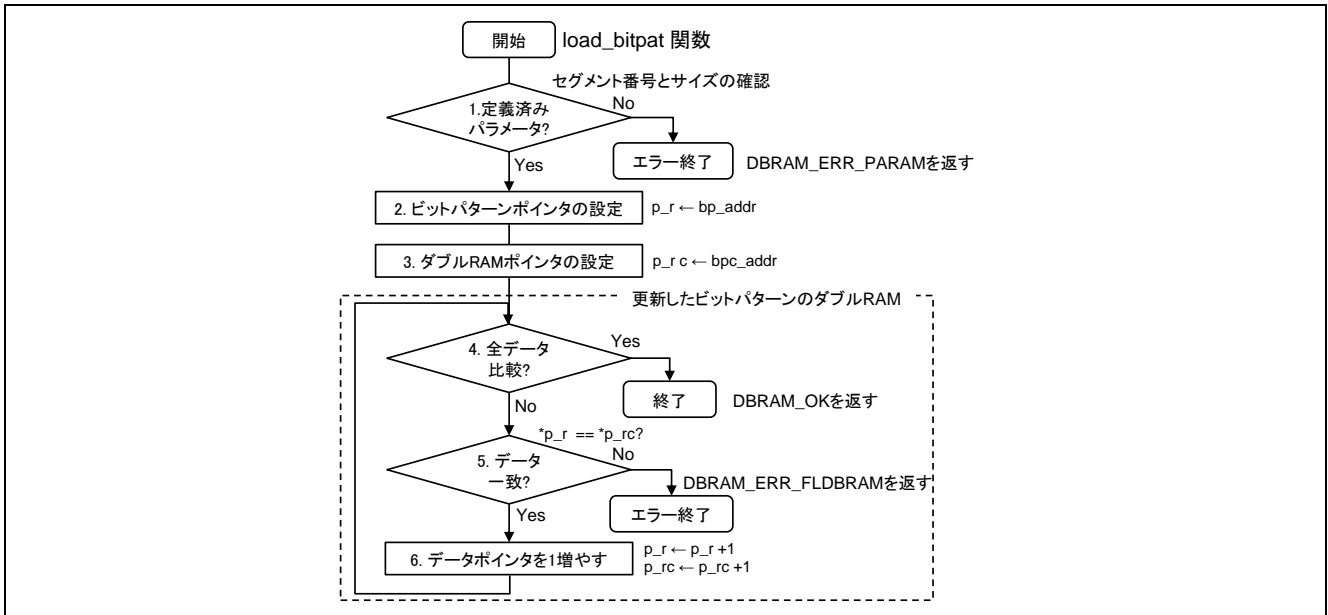 開始
load_bitpat 関数
セグメント番号とサイズの確認
1.定義済み
パラメータ?
No
エラー終了
DBRAM_ERR_PARAMを返す
Yes
2. ビットパターンポインタの設定
p_r ← bp_addr
3. ダブルRAMポインタの設定
p_r c ← bpc_addr
更新したビットパターンのダブルRAM
4. 全データ
比較?
Yes
終了
DBRAM_OKを返す
No
*p_r == *p_rc?
5. データ
一致?
No
DBRAM_ERR_FLDBRAMを返す
エラー終了
Yes
6. データポインタを1増やす
p_r ← p_r +1
p_rc ← p_rc +1